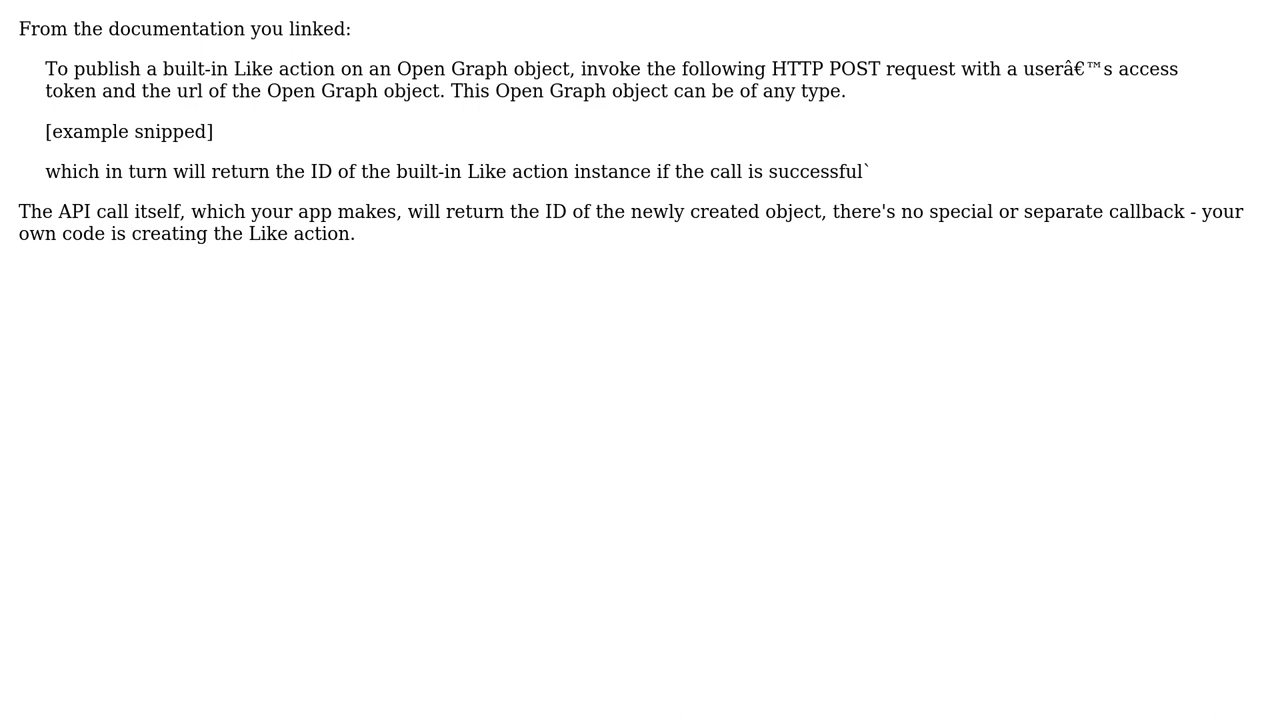 From the documentation you linked:
To publish a built-in Like action on an Open Graph object, invoke the following HTTP POST request with a userâ€™s access
token and the url of the Open Graph object. This Open Graph object can be of any type.
[example snipped]
which in turn will return the ID of the built-in Like action instance if the call is successful`
The API call itself, which your app makes, will return the ID of the newly created object, there's no special or separate callback - your
own code is creating the Like action.